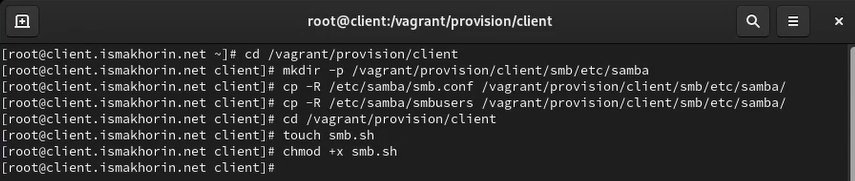 root@client:/vagrant/provision/client
[root@client.ismakhorin.net ~]# cd /vagrant/provision/client
[root@client.ismakhorin.net client]# mkdir -p /vagrant/provision/client/smb/etc/samba
[root@client.ismakhorin.net client]# cp -R /etc/samba/smb.conf /vagrant/provision/client/smb/etc/samba/
[root@client.ismakhorin.net client]# cp -R /etc/samba/smbusers /vagrant/provision/client/smb/etc/samba/
[root@client.ismakhorin.net client]# cd /vagrant/provision/client
[root@client.ismakhorin.net client]# touch smb.sh
[root@client.ismakhorin.net client]# chmod +x smb.sh
[root@client.ismakhorin.net client]#